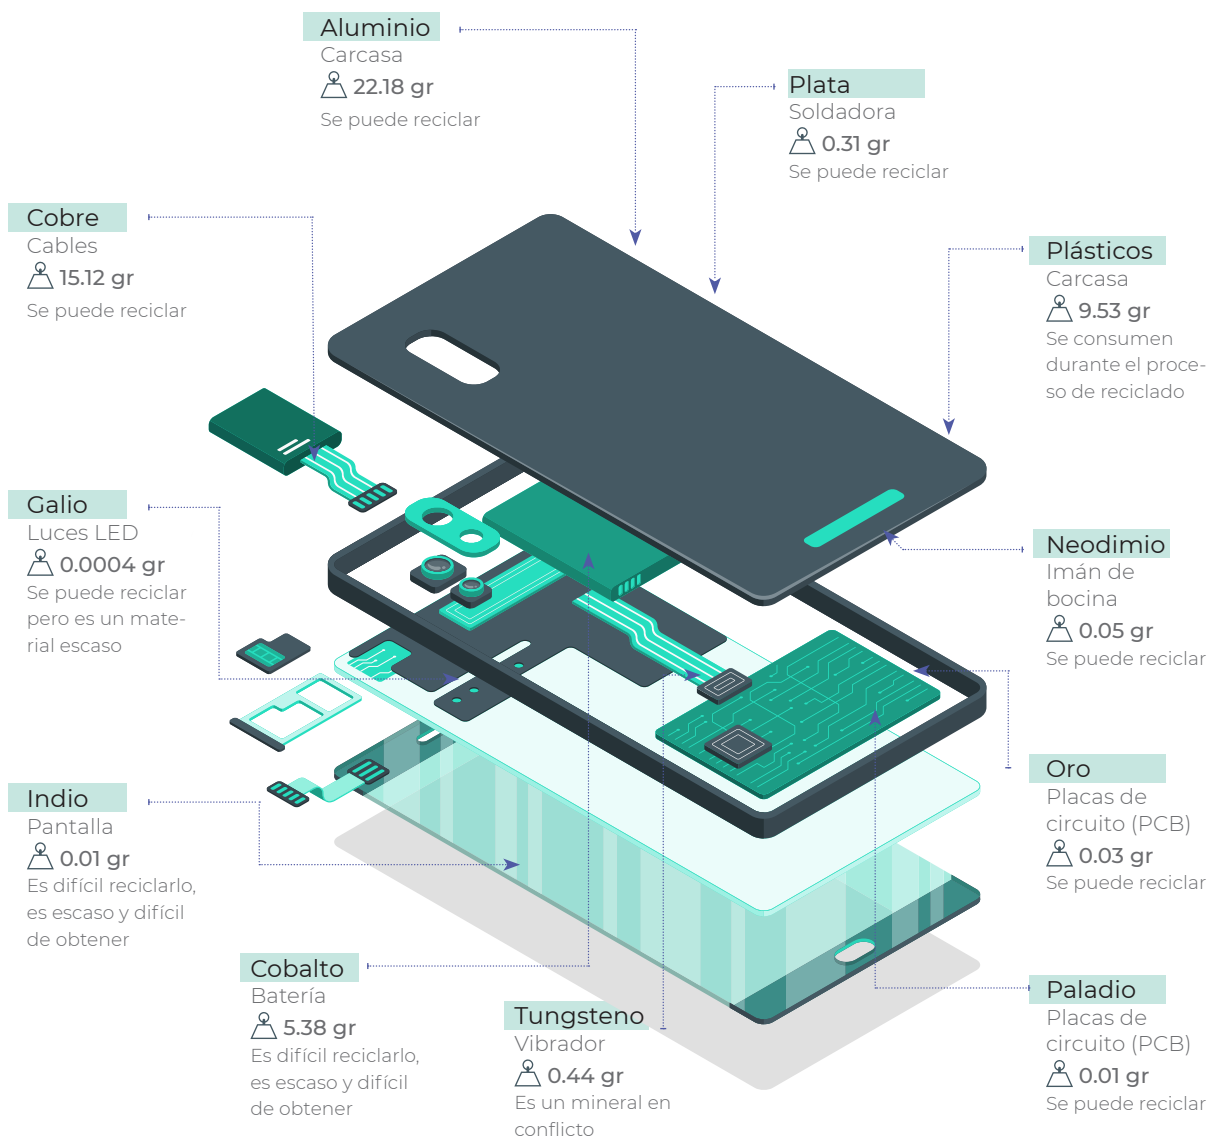 Aluminio
Carcasa
22.18 gr
Se puede reciclar
Plata
Soldadora
0.31 gr
Se puede reciclar
Cobre
Cables
15.12 gr
Se puede reciclar
Plásticos
Carcasa
9.53 gr
Se consumen
durante el proce-
so de reciclado
Galio
Luces LED
0.0004 gr
Se puede reciclar
pero es un mate-
rial escaso
Neodimio
Imán de
bocina
0.05 gr
Se puede reciclar
Indio
Pantalla
0.01 gr
Es difícil reciclarlo,
es escaso y difícil
de obtener
Oro
Placas de
circuito (PCB)
0.03 gr
Se puede reciclar
Cobalto
Batería
5.38 gr
Es difícil reciclarlo,
es escaso y difícil
de obtener
Tungsteno
Vibrador
0.44 gr
Es un mineral en
conflicto
Paladio
Placas de
circuito (PCB)
0.01 gr
Se puede reciclar